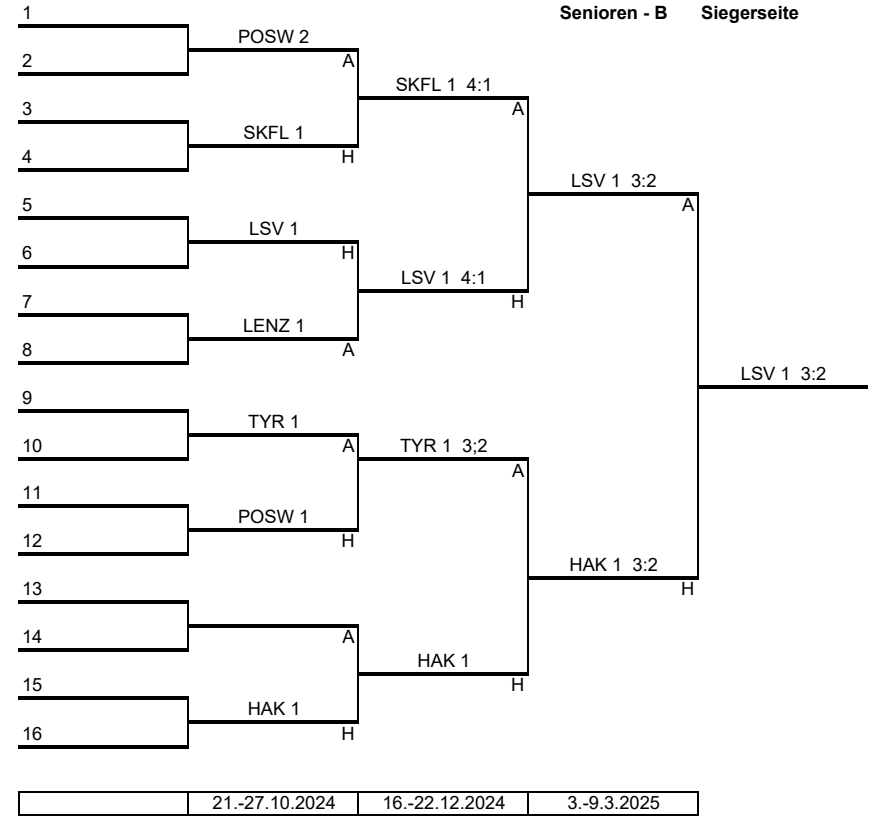 1
Senioren - B Siegerseite
POSW 2
2
A
SKFL 1 4:1
3
A
SKFL 1
4
H
LSV 1 3:2
5
A
LSV 1
6
H
LSV 1 4:1
7
H
LENZ 1
8
A
LSV 1 3:2
9
TYR 1
10
A
TYR 1 3;2
A
11
POSW 1
12
H
HAK 1 3:2
13
H
14
A
HAK 1
15
H
HAK 1
16
H
21.-27.10.2024 16.-22.12.2024 3.-9.3.2025